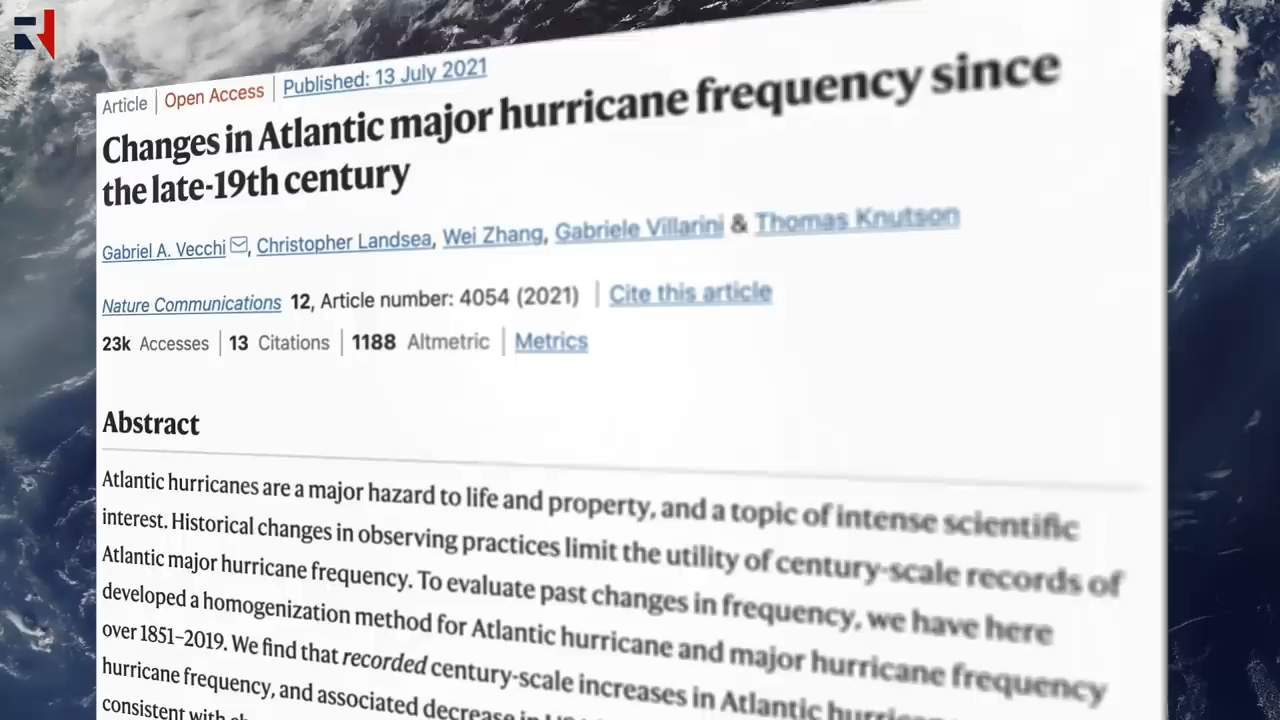 Article | Open Access | Published: 13 July 2021
Changes in Atlantic major hurricane frequency since
the late-19th century
Gabriel A. Vecchi, Christopher Landsea, Wei Zhang, Gabriele Villarini & Thomas Knutson
Nature Communications 12, Article number: 4054 (2021) | Cite this article
23k Accesses | 13 Citations | 1188 Altmetric | Metrics
Abstract
Atlantic hurricanes are a major hazard to life and property, and a topic of intense scientific
interest. Historical changes in observing practices limit the utility of century-scale records of
Atlantic major hurricane frequency. To evaluate past changes in frequency, we have here
developed a homogenization method for Atlantic hurricane and major hurricane frequency
over 1851–2019. We find that recorded century-scale increases in Atlantic
hurricane frequency, and associated decrease in
consistent with